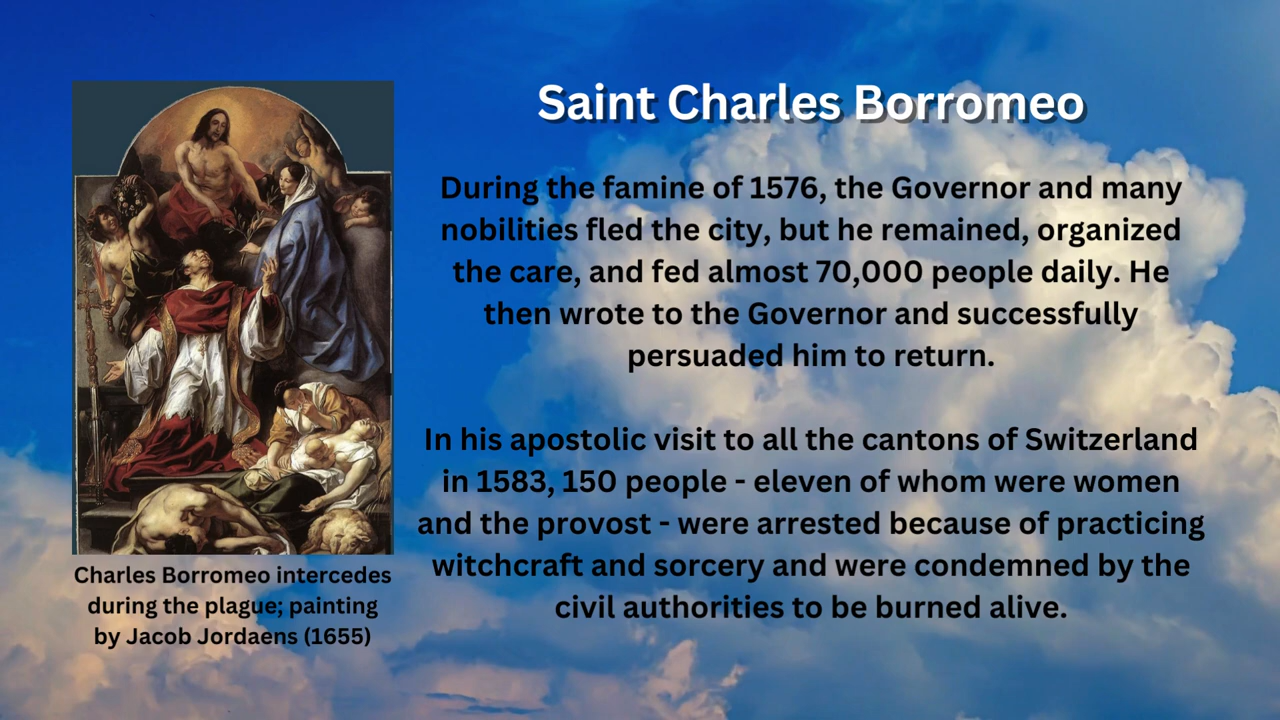 Saint Charles Borromeo
During the famine of 1576, the Governor and many
nobilities fled the city, but he remained, organized
the care, and fed almost 70,000 people daily. He
then wrote to the Governor and successfully
persuaded him to return.
In his apostolic visit to all the cantons of Switzerland
in 1583, 150 people - eleven of whom were women
and the provost - were arrested because of practicing
witchcraft and sorcery and were condemned by the
civil authorities to be burned alive.
Charles Borromeo intercedes
during the plague; painting
by Jacob Jordaens (1655)